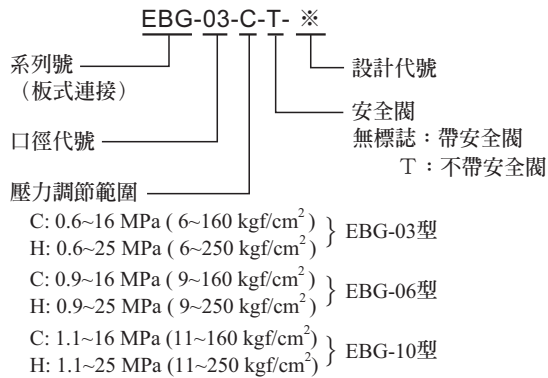 EBG-03-C-T-※
系列號
（板式連接）
口徑代號
壓力調節範圍
設計代號
安全閥
無標誌：帶安全閥
T：不帶安全閥
C: 0.6~16 MPa ( 6~160 kgf/cm²)
H: 0.6~25 MPa ( 6~250 kgf/cm²)
} EBG-03型
C: 0.9~16 MPa ( 9~160 kgf/cm²)
H: 0.9~25 MPa ( 9~250 kgf/cm²)
} EBG-06型
C: 1.1~16 MPa (11~160 kgf/cm²)
H: 1.1~25 MPa (11~250 kgf/cm²)
} EBG-10型